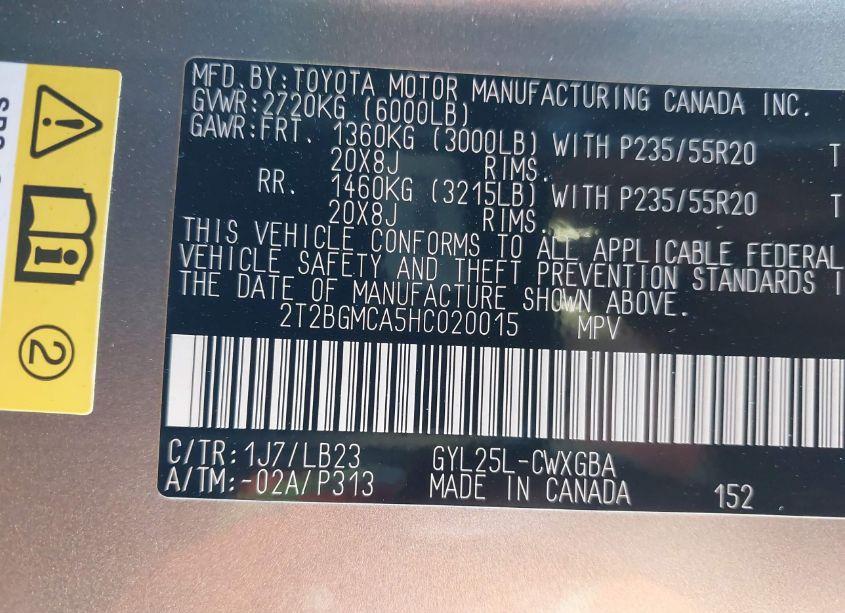 MFD.BY:TOYOTA MOTOR MANUFACTURING CANADA INC.
GVWR:2720KG (6000LB)
GAWR:FRT. 1360KG (3000LB) WITH P235/55R20 T
20X8J RIMS.
RR. 1460KG (3215LB) WITH P235/55R20 T
20X8J RIMS.
THIS VEHICLE CONFORMS TO ALL APPLICABLE FEDERAL
VEHICLE SAFETY AND THEFT PREVENTION STANDARDS I
THE DATE OF MANUFACTURE SHOWN ABOVE.
2T2BGMCA5HC020015 MPV
C/TR:1J7/LB23 GYL25L-CWXGBA
A/TM:-02A/P313 MADE IN CANADA 152
2